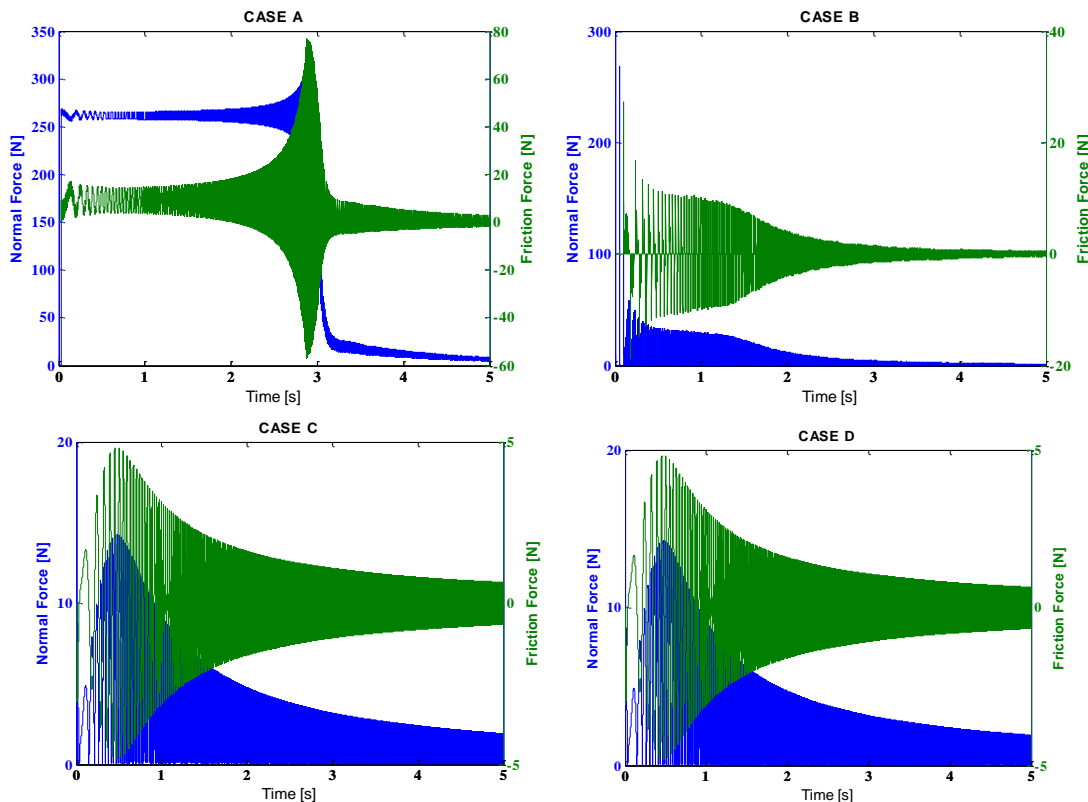 CASE A
350
300
250
200
150
100
50
0
Normal Force [N]
80
60
40
20
0
-20
-40
-60
Friction Force [N]
0 1 2 3 4 5
Time [s]
CASE B
300
200
100
0
Normal Force [N]
40
20
0
-20
Friction Force [N]
0 1 2 3 4 5
Time [s]
CASE C
20
10
0
Normal Force [N]
-5
0
-5
Friction Force [N]
0 1 2 3 4 5
Time [s]
CASE D
20
10
0
Normal Force [N]
5
0
-5
Friction Force [N]
0 1 2 3 4 5
Time [s]